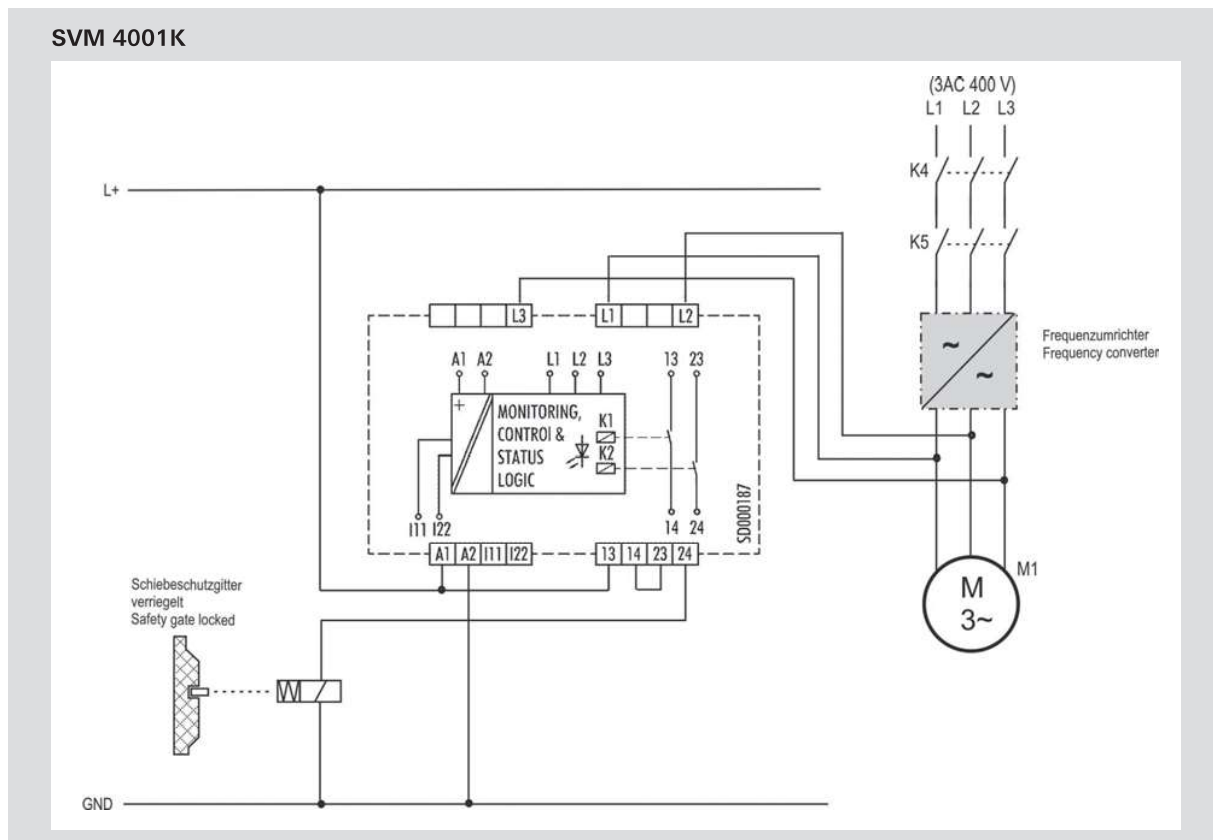 SVM 4001K
(3AC 400 V)
L1 L2 L3
K4
L+
K5
L3 L1 L2
Frequenzumrichter
Frequency converter
~
~
A1 A2 L1 L2 L3 13 23
+
MONITORING,
CONTROl &
STATUS
LOGIC
K1
K2
I11 I22 14 24
SD000187
A1 A2 I11 I22 13 14 23 24
M1
M
3~
Schiebeschutzgitter
verriegelt
Safety gate locked
GND